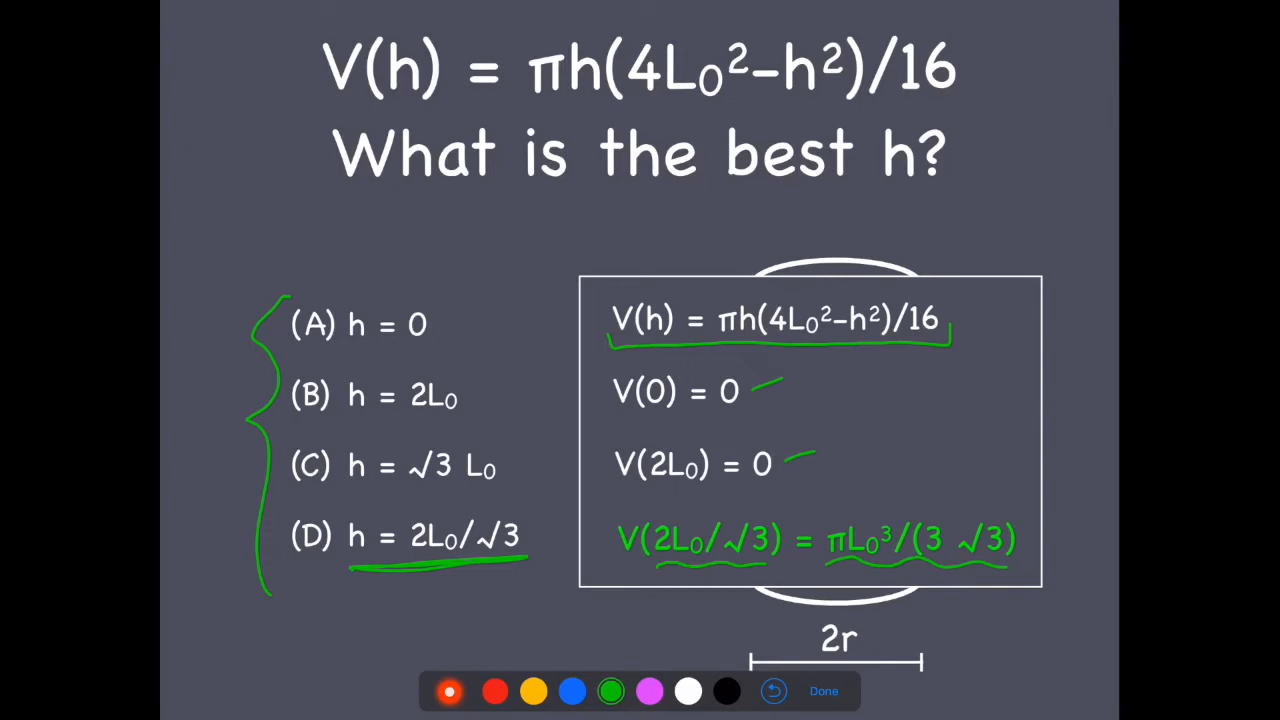 V(h) = πh(4L₀²-h²)/16
What is the best h?
(A) h = 0
(B) h = 2L₀
(C) h = √3 L₀
(D) h = 2L₀/√3
V(h) = πh(4L₀²-h²)/16
V(0) = 0
V(2L₀) = 0
V(2L₀/√3) = πL₀³/(3 √3)
2r
Done